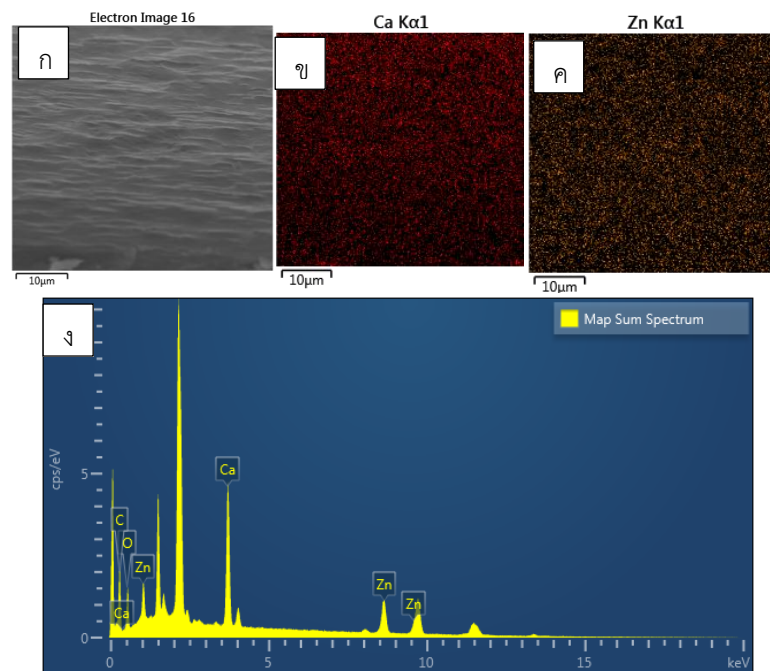 Electron Image 16
ก
10µm
Ca Kα1
ข
10µm
Zn Kα1
ค
10µm
ง
Map Sum Spectrum
cps/eV
5
0
C
O
Zn
Ca
Ca
Zn
Zn
0 5 10 15 keV